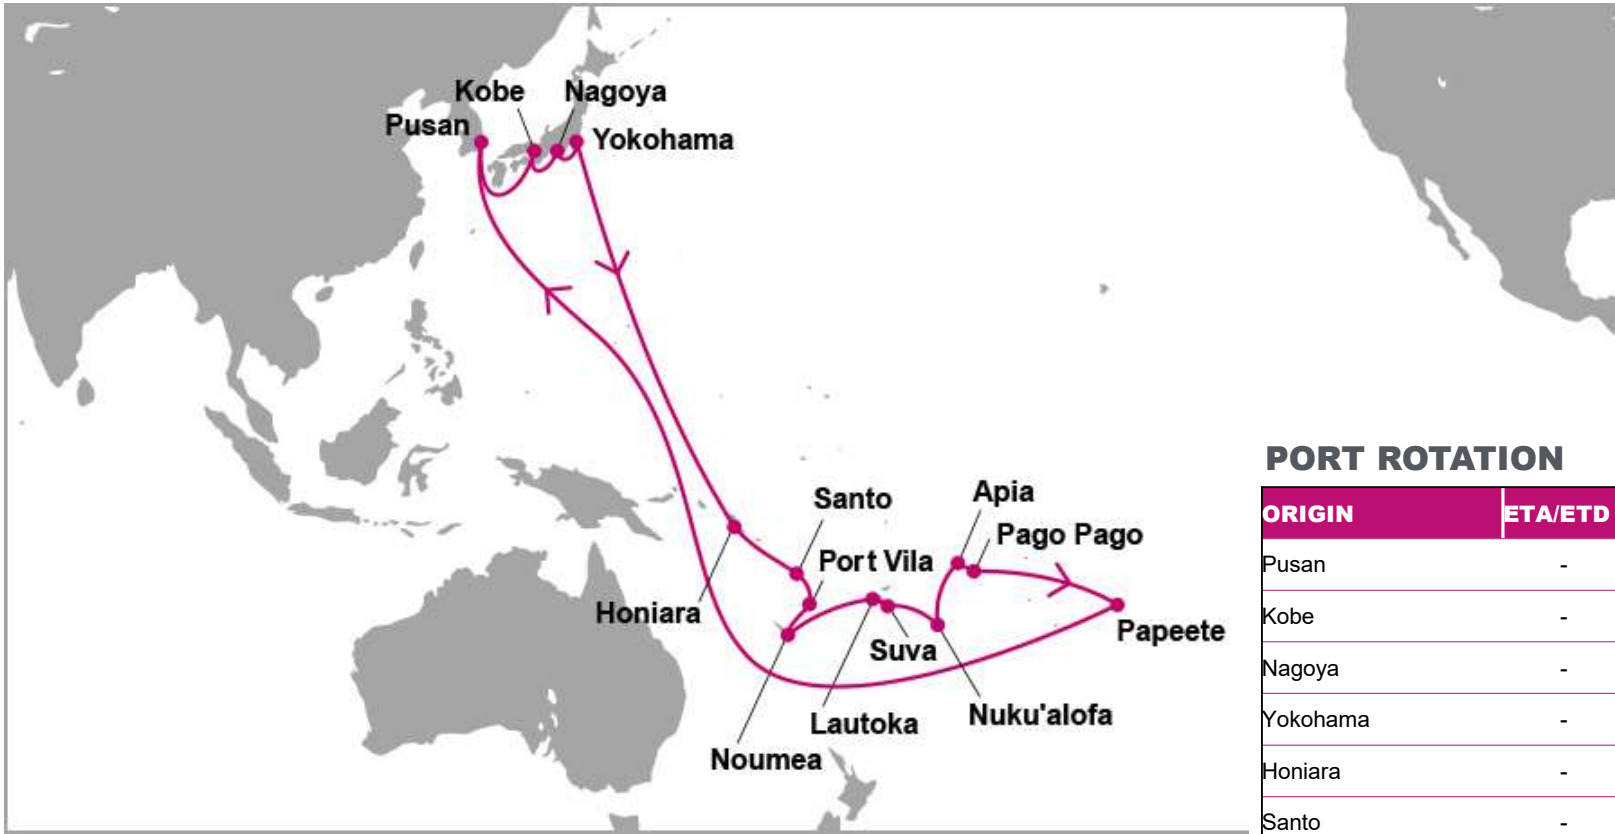 Kobe Nagoya
Pusan
Yokohama
Santo
Apia
Pago Pago
Port Vila
Honiara
Suva
Papeete
Lautoka
Nuku'alofa
Noumea
PORT ROTATION
ORIGIN ETA/ETD
Pusan -
Kobe -
Nagoya -
Yokohama -
Honiara -
Santo -